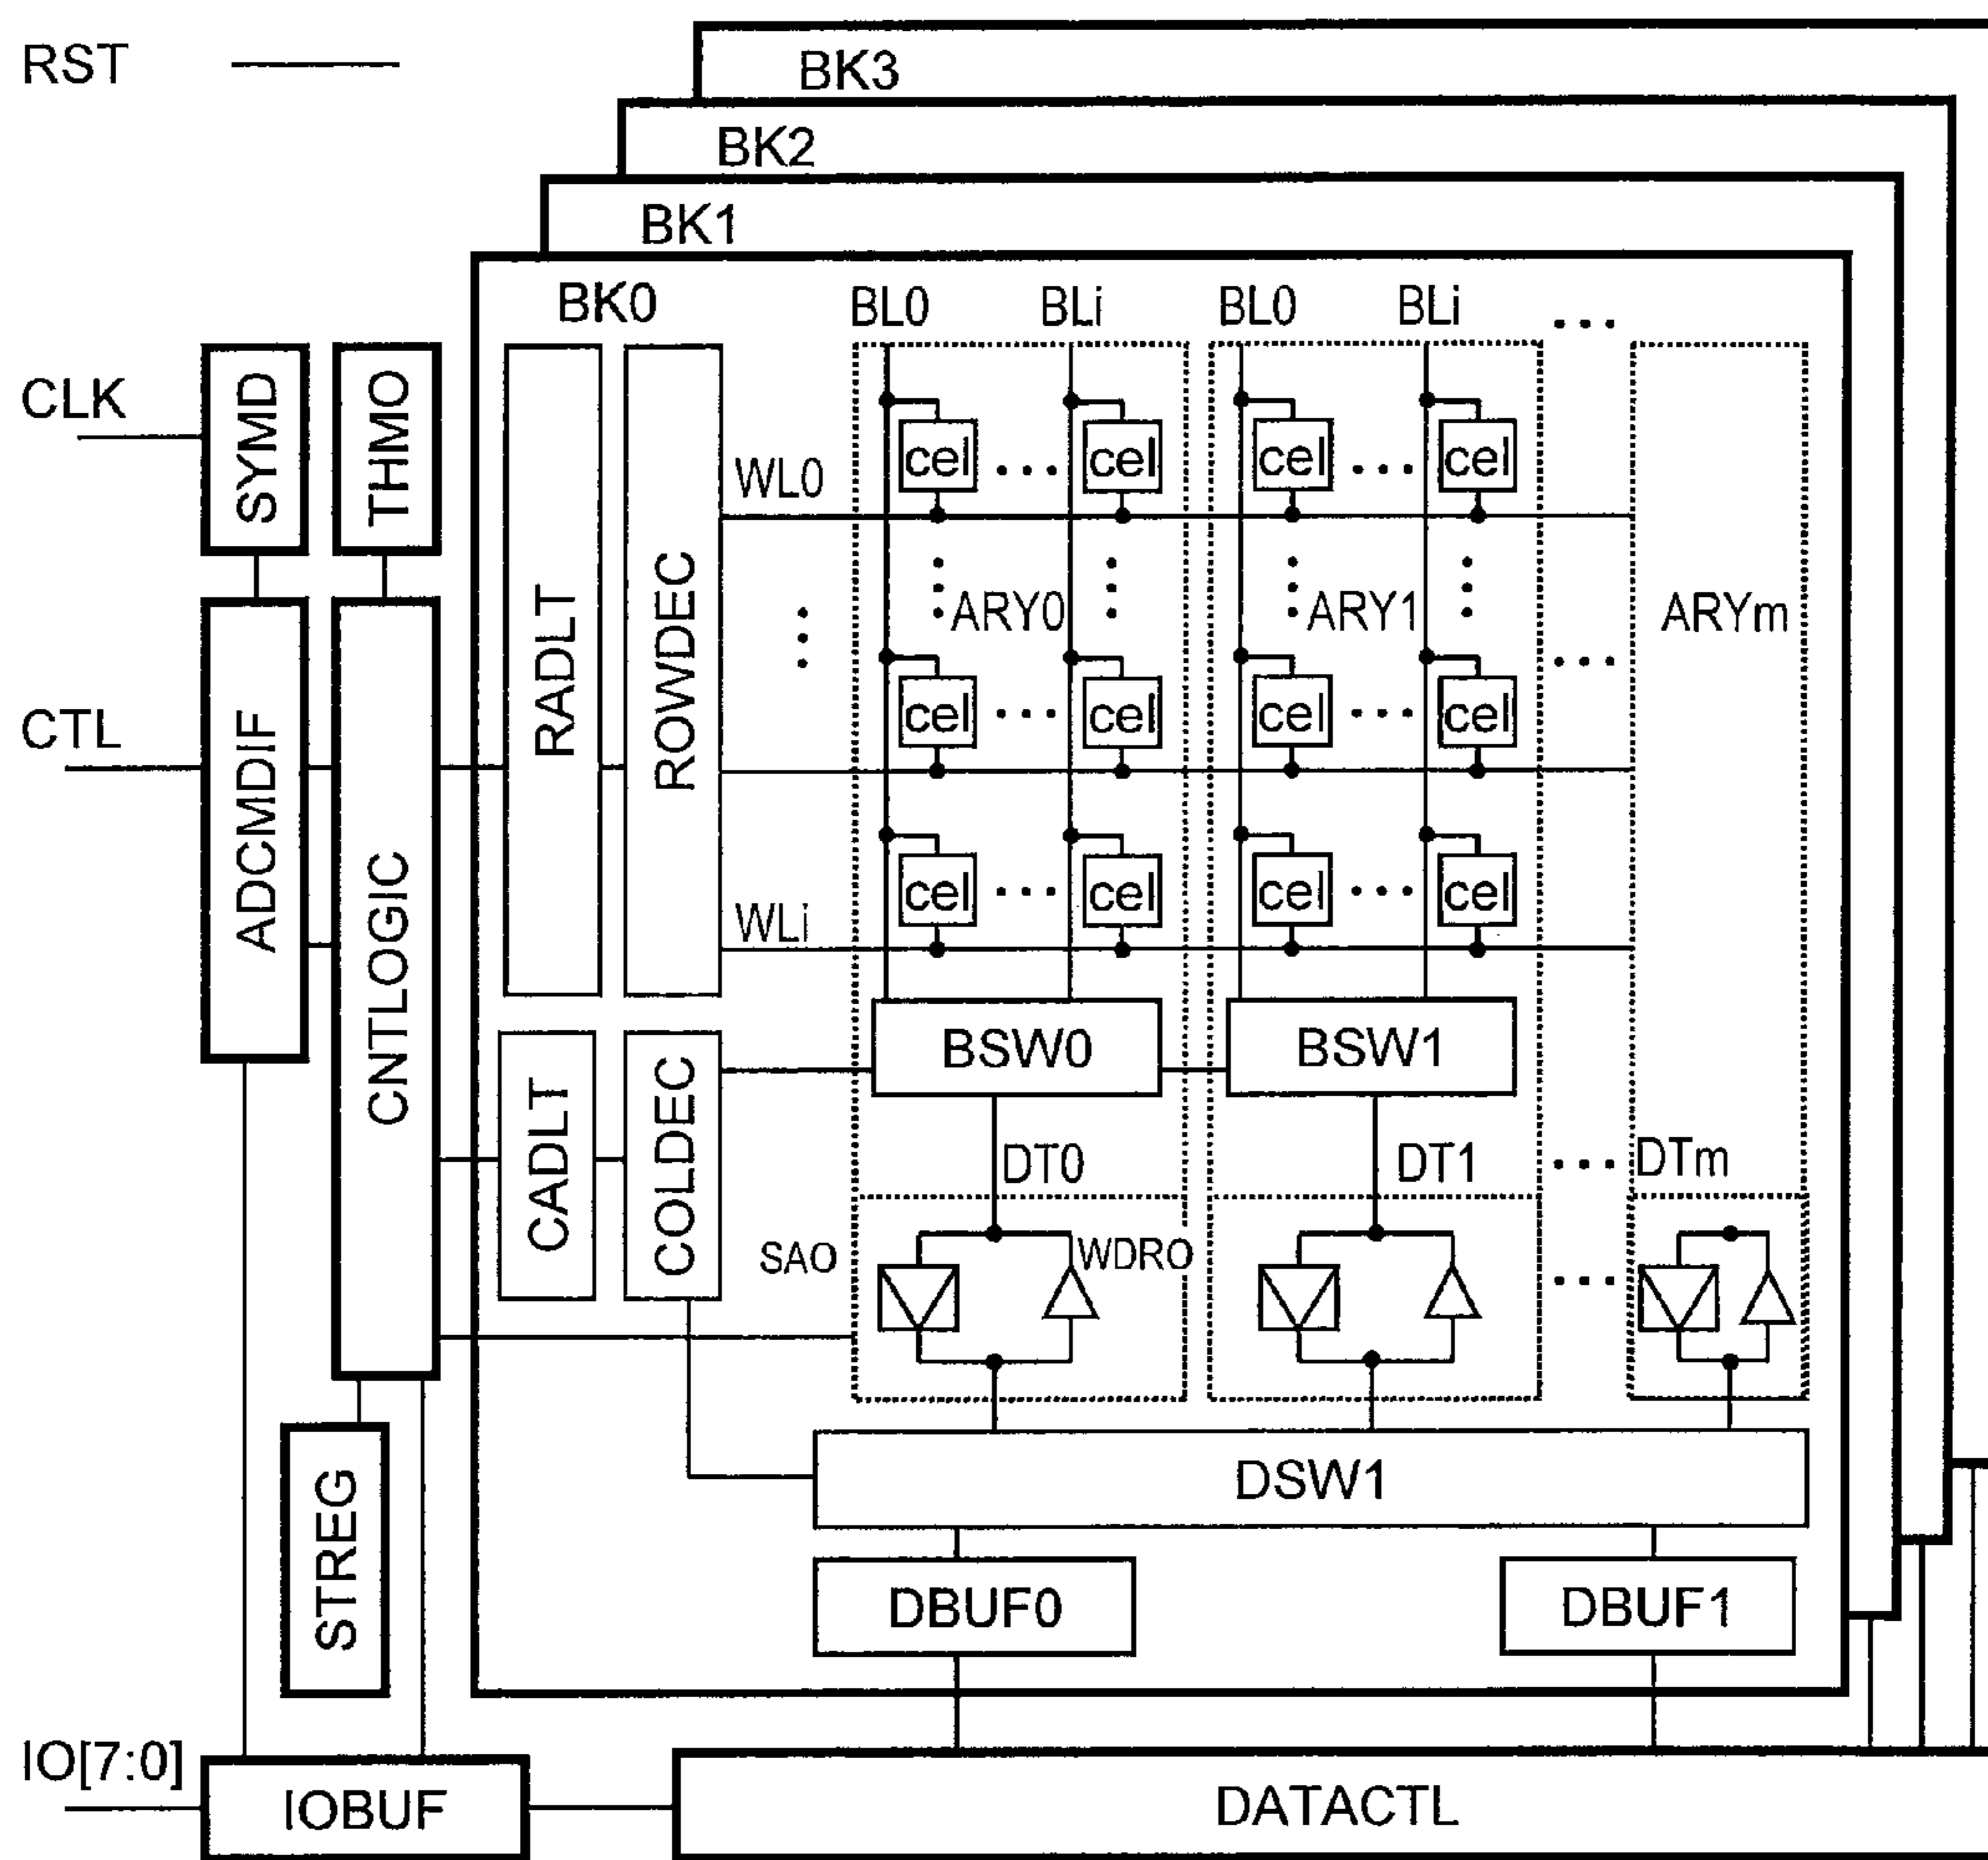 RST
BK3
BK2
BK1
BK0
BL0 BLi BL0 BLi ...
CLK
SYMD
THMO
WL0
cel ... cel cel ... cel
RADLT
ROWDEC
ARY0 ARY1 ARYm
CTL
ADCMDIF
CNTLOGIC
cel ... cel cel ... cel
WLi
cel ... cel cel ... cel
BSW0 BSW1
CADLT
COLDEC
DT0 DT1 ... DTm
SAO WDRO ...
DSW1
STREG
DBUF0 DBUF1
IO[7:0]
IOBUF
DATACTL